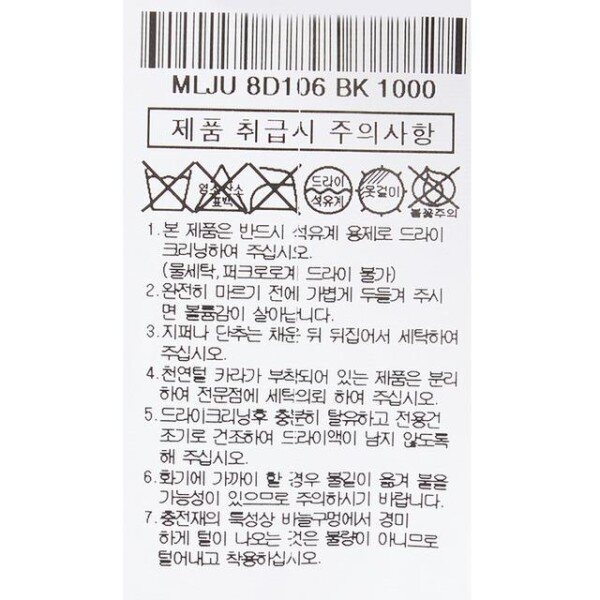 MLJU 8D106 BK 1000
제품 취급시 주의사항
염소산소
표백
드라이
석유계
옷걸이
불꽃주의
1. 본 제품은 반드시 석유계 용제로 드라이
크리닝하여 주십시오.
(물세탁, 퍼크로로계 드라이 불가)
2. 완전히 마르기 전에 가볍게 두들겨 주시
면 볼륨감이 살아난니다.
3. 지퍼나 단추는 채운 뒤 뒤집어서 세탁하여
주십시오.
4. 천연털 카라가 부착되어 있는 제품은 분리
하여 전문점에 세탁의뢰 하여 주십시오.
5. 드라이크리닝후 충분히 탈유하고 전용건
조기로 건조하여 드라이액이 남지 않도록
해 주십시오.
6. 화기에 가까이 할 경우 불길이 옮겨 붙을
가능성이 있으므로 주의하시기 바랍니다.
7. 충전재의 특성상 바늘구멍에서 경미
하게 털이 나오는 것은 불량이 아니므로
털어내고 착용하십시오.